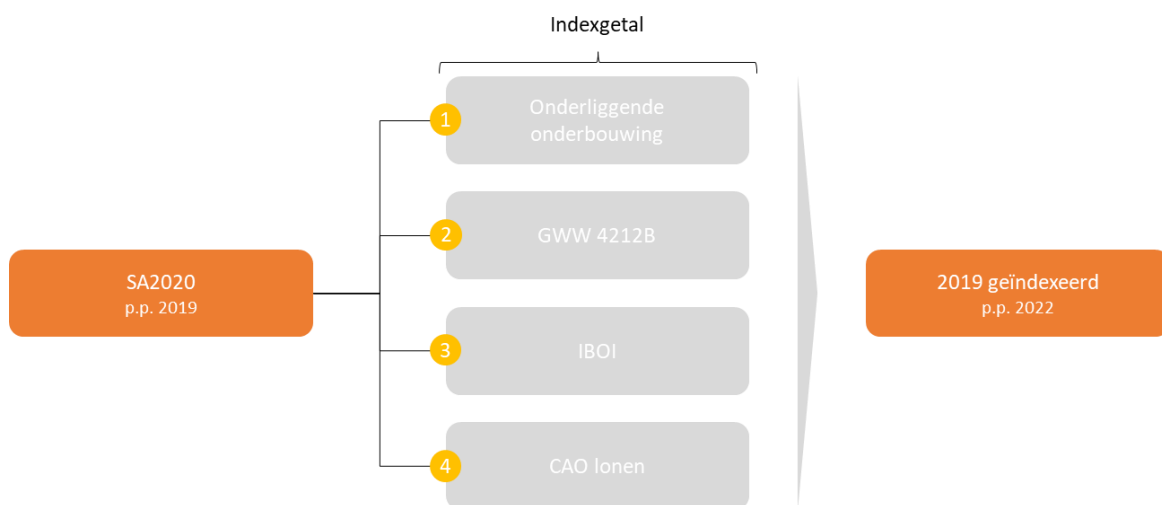 Indexgetal
1
Onderliggende
onderbouwing
2
GWW 4212B
SA2020
p.p. 2019
2019 geïndexeerd
p.p. 2022
3
IBOI
4
CAO lonen